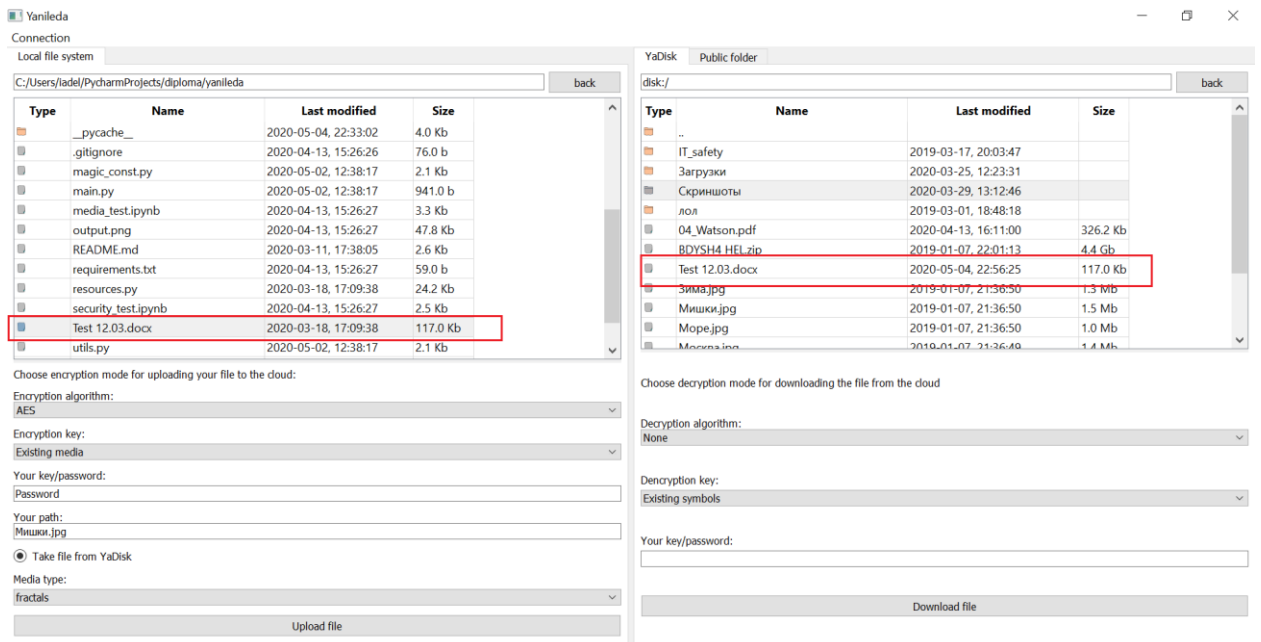 Yanileda
Connection
Local file system
C:/Users/iadel/PycharmProjects/diploma/yanileda back
Type Name Last modified Size
__pycache__ 2020-05-04, 22:33:02 4.0 Kb
.gitignore 2020-04-13, 15:26:26 76.0 b
magic_const.py 2020-05-02, 12:38:17 2.1 Kb
main.py 2020-05-02, 12:38:17 941.0 b
media_test.ipynb 2020-04-13, 15:26:27 3.3 Kb
output.png 2020-04-13, 15:26:27 47.8 Kb
README.md 2020-03-11, 17:38:05 2.6 Kb
requirements.txt 2020-04-13, 15:26:27 59.0 b
resources.py 2020-03-18, 17:09:38 24.2 Kb
security_test.ipynb 2020-04-13, 15:26:27 2.5 Kb
Test 12.03.docx 2020-03-18, 17:09:38 117.0 Kb
utils.py 2020-05-02, 12:38:17 2.1 Kb
Choose encryption mode for uploading your file to the cloud:
Encryption algorithm:
AES
Encryption key:
Existing media
Your key/password:
Password
Your path:
Мишки.jpg
Take file from YaDisk
Media type:
fractals
Upload file
YaDisk Public folder
disk:/ back
Type Name Last modified Size
..
IT_safety 2019-03-17, 20:03:47
Загрузки 2020-03-25, 12:23:31
Скриншоты 2020-03-29, 13:12:46
лол 2019-03-01, 18:48:18
04_Watson.pdf 2020-04-13, 16:11:00 326.2 Kb
BDYSH4 HEL.zip 2019-01-07, 22:01:13 4.4 Gb
Test 12.03.docx 2020-05-04, 22:56:25 117.0 Kb
Зима.jpg 2019-01-07, 21:36:50 1.3 Mb
Мишки.jpg 2019-01-07, 21:36:50 1.5 Mb
Море.jpg 2019-01-07, 21:36:50 1.0 Mb
Москва.jpg 2019-01-07, 21:36:49 1.4 Mb
Choose decryption mode for downloading the file from the cloud
Decryption algorithm:
None
Dencryption key:
Existing symbols
Your key/password:
Download file